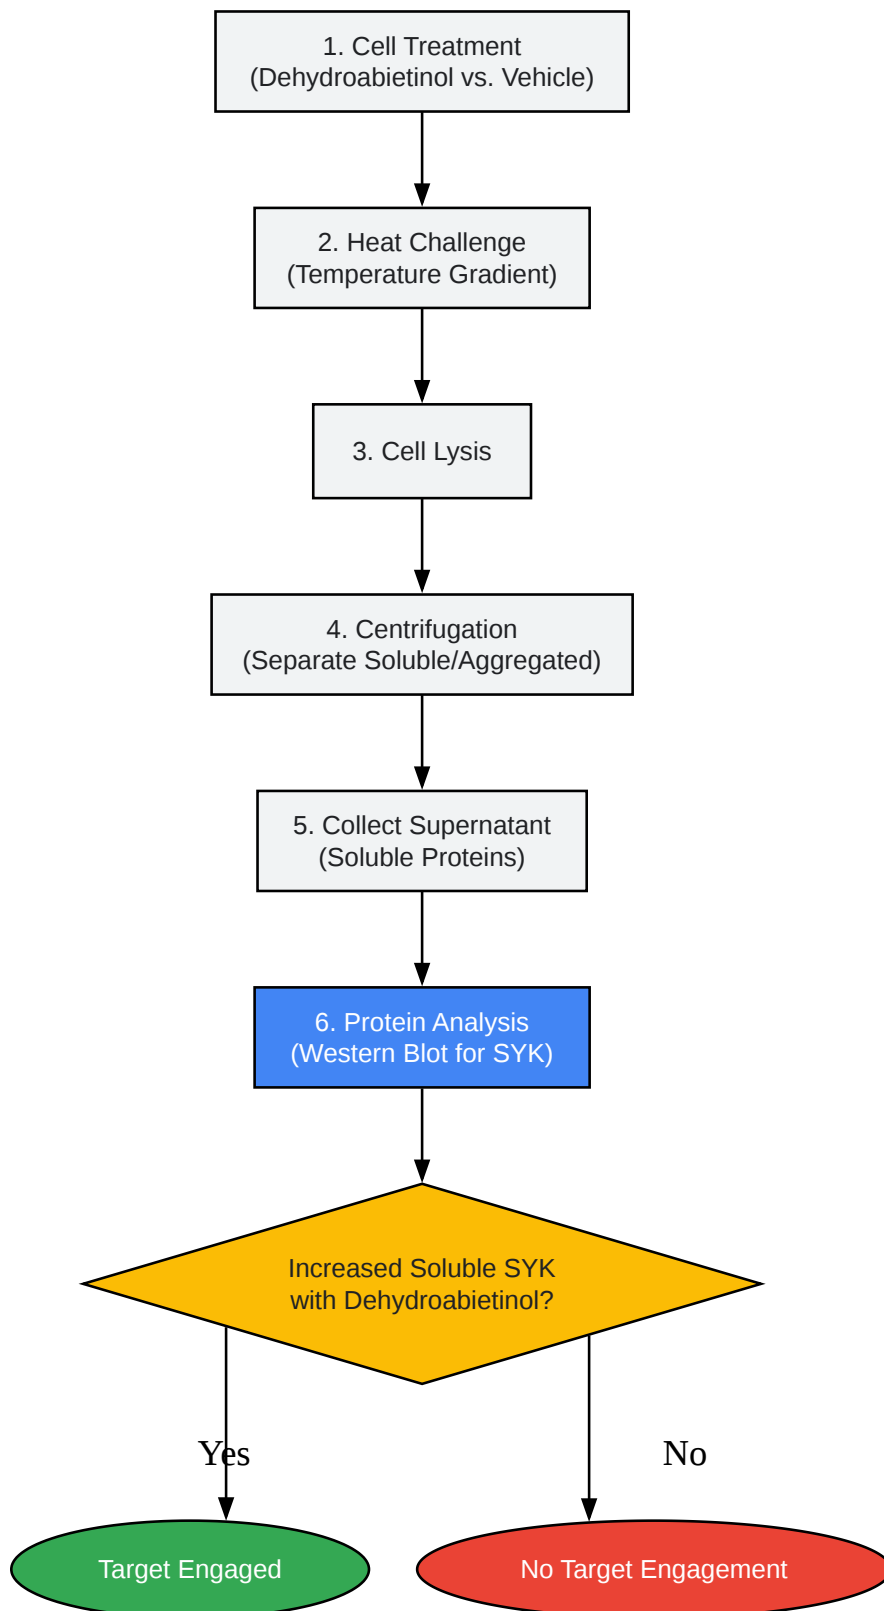 1. Cell Treatment
(Dehydroabietinol vs. Vehicle)
2. Heat Challenge
(Temperature Gradient)
3. Cell Lysis
4. Centrifugation
(Separate Soluble/Aggregated)
5. Collect Supernatant
(Soluble Proteins)
6. Protein Analysis
(Western Blot for SYK)
Increased Soluble SYK
with Dehydroabietinol?
Yes
No
Target Engaged
No Target Engagement